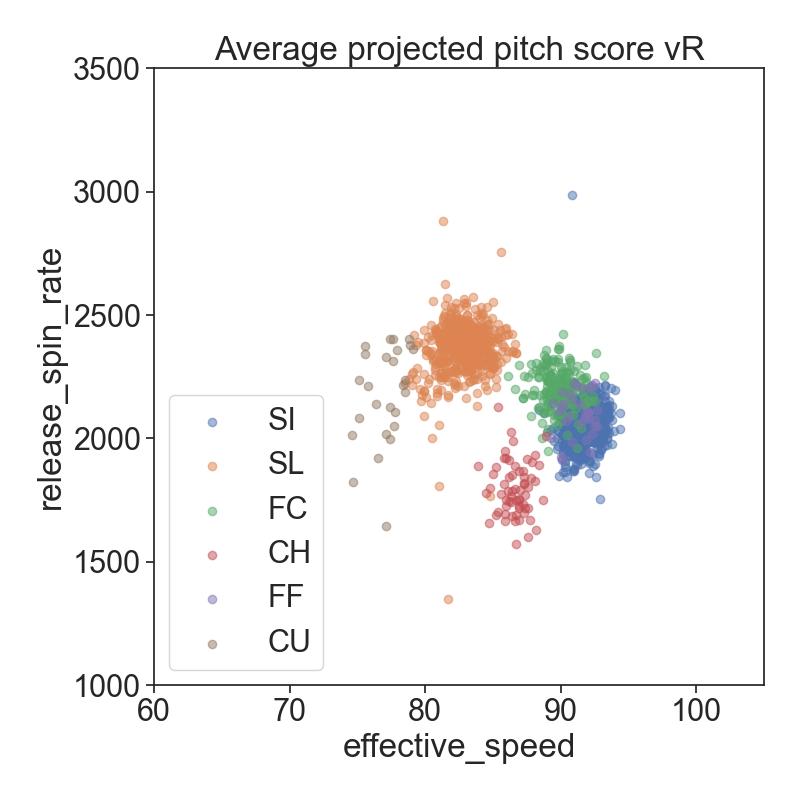 Average projected pitch score vR
3500
3000
2500
2000
1500
1000
release_spin_rate
SI
SL
FC
CH
FF
CU
60
70
80
90
100
effective_speed